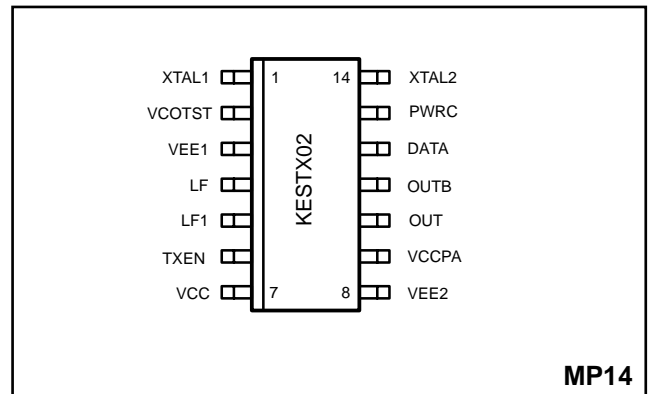 XTAL1 1 14 XTAL2
VCOTST PWRC
VEE1 DATA
LF OUTB
LF1 OUT
TXEN VCCPA
VCC 7 8 VEE2
KESTX02
MP14